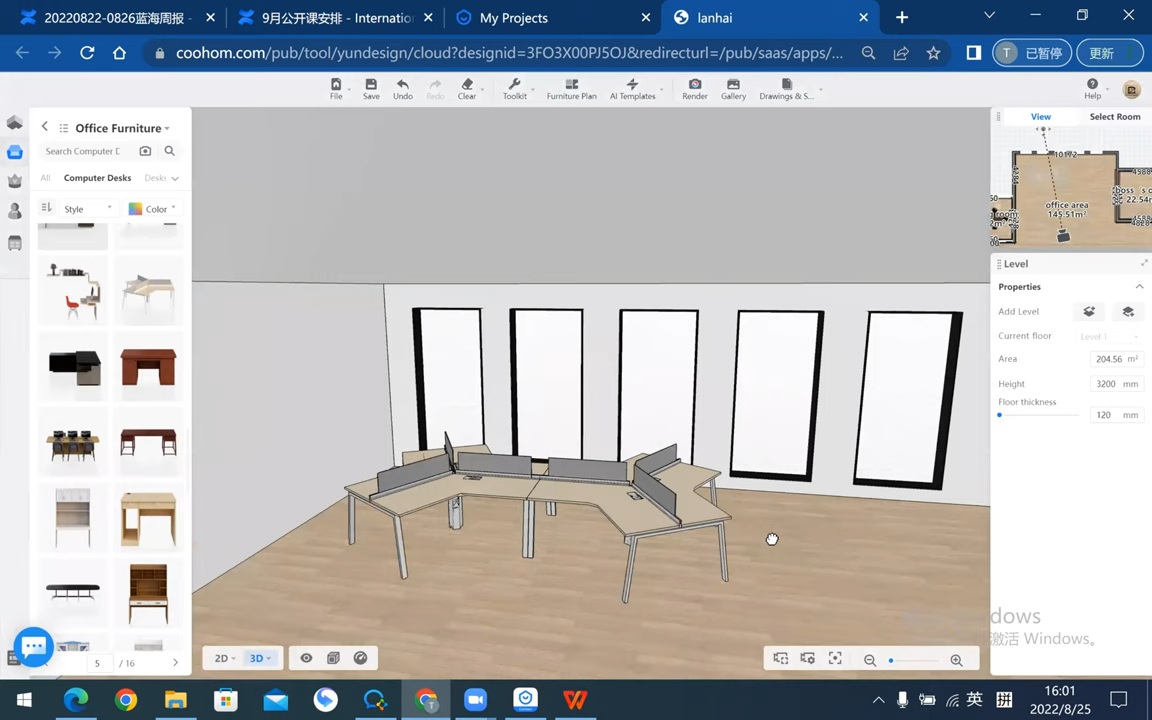 20220822-0826蓝海周报 -
9月公开课安排 - Internatio
My Projects
lanhai
coohom.com/pub/tool/yundesign/cloud?designid=3FO3X00PJ5OJ&redirecturl=/pub/saas/apps/...
T 已暂停
更新
File
Save
Undo
Redo
Clear
Toolkit
Furniture Plan
AI Templates
Render
Gallery
Drawings & S...
Help
Office Furniture
Search Computer D
All
Computer Desks
Desks
Style
Color
5 / 16
2D
3D
View
Select Room
10172
office area
145.51m²
22.54
Level
Properties
Add Level
Current floor Level 1
Area 204.56 m²
Height 3200 mm
Floor thickness
120 mm
激活 Windows。
英
拼
16:01
2022/8/25